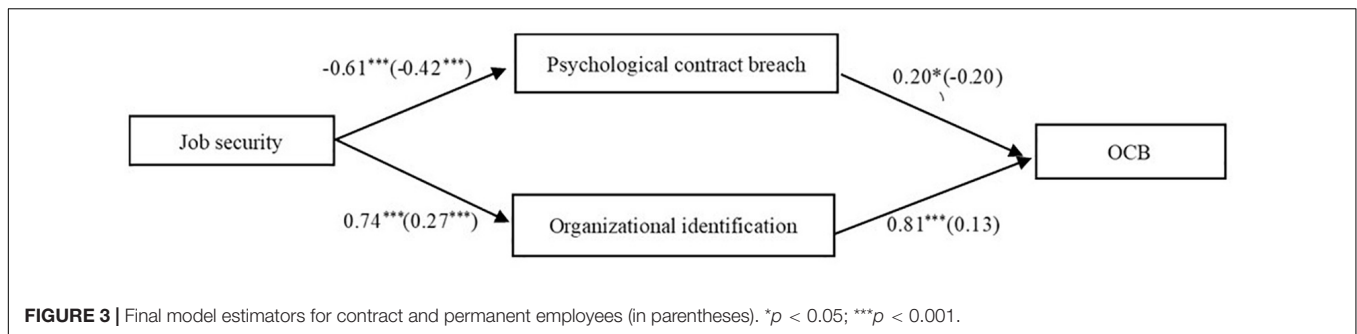 -0.61***(-0.42***)
Psychological contract breach
0.20*(-0.20)
Job security
OCB
0.74***(0.27***)
Organizational identification
0.81***(0.13)
FIGURE 3 | Final model estimators for contract and permanent employees (in parentheses). *p < 0.05; ***p < 0.001.